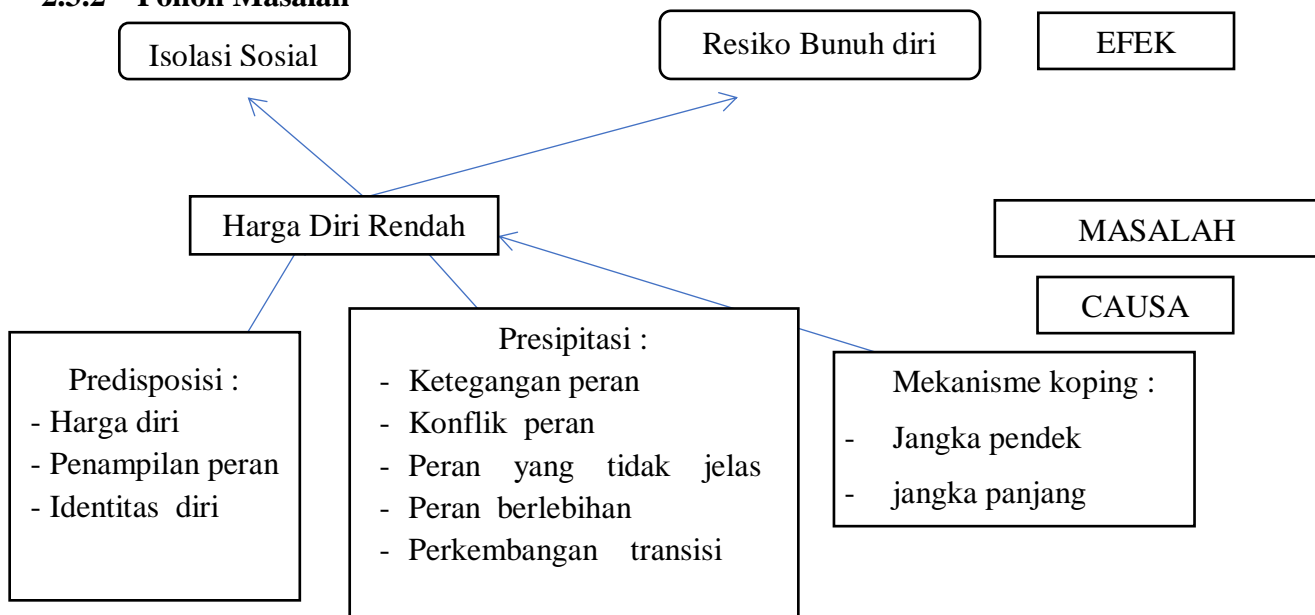 2.3.2 Pohon Masalah
Isolasi Sosial
Resiko Bunuh diri
EFEK
Harga Diri Rendah
MASALAH
CAUSA
Predisposisi :
- Harga diri
- Penampilan peran
- Identitas diri
Presipitasi :
- Ketegangan peran
- Konflik peran
- Peran yang tidak jelas
- Peran berlebihan
- Perkembangan transisi
Mekanisme koping :
- Jangka pendek
- jangka panjang